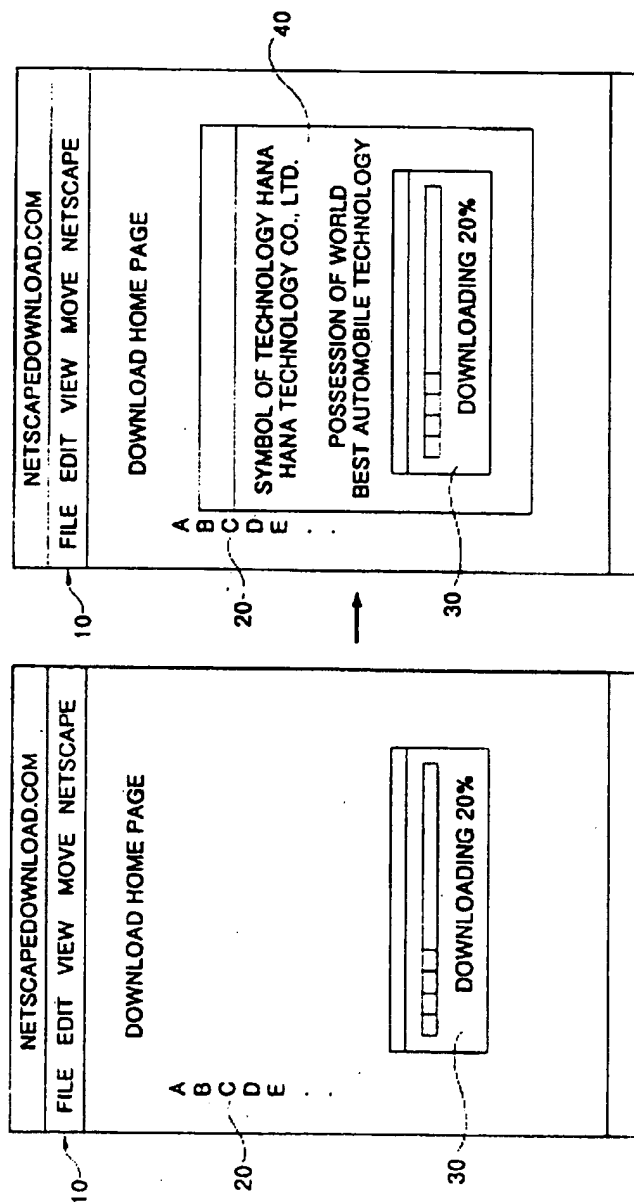 NETSCAPEDOWNLOAD.COM
FILE EDIT VIEW MOVE NETSCAPE
10
DOWNLOAD HOME PAGE
A
B
C
D
E
. .
20
DOWNLOADING 20%
30
NETSCAPEDOWNLOAD.COM
FILE EDIT VIEW MOVE NETSCAPE
10
DOWNLOAD HOME PAGE
A
B
C
D
E
. .
20
SYMBOL OF TECHNOLOGY HANA
HANA TECHNOLOGY CO., LTD.
POSSESSION OF WORLD
BEST AUTOMOBILE TECHNOLOGY
40
DOWNLOADING 20%
30